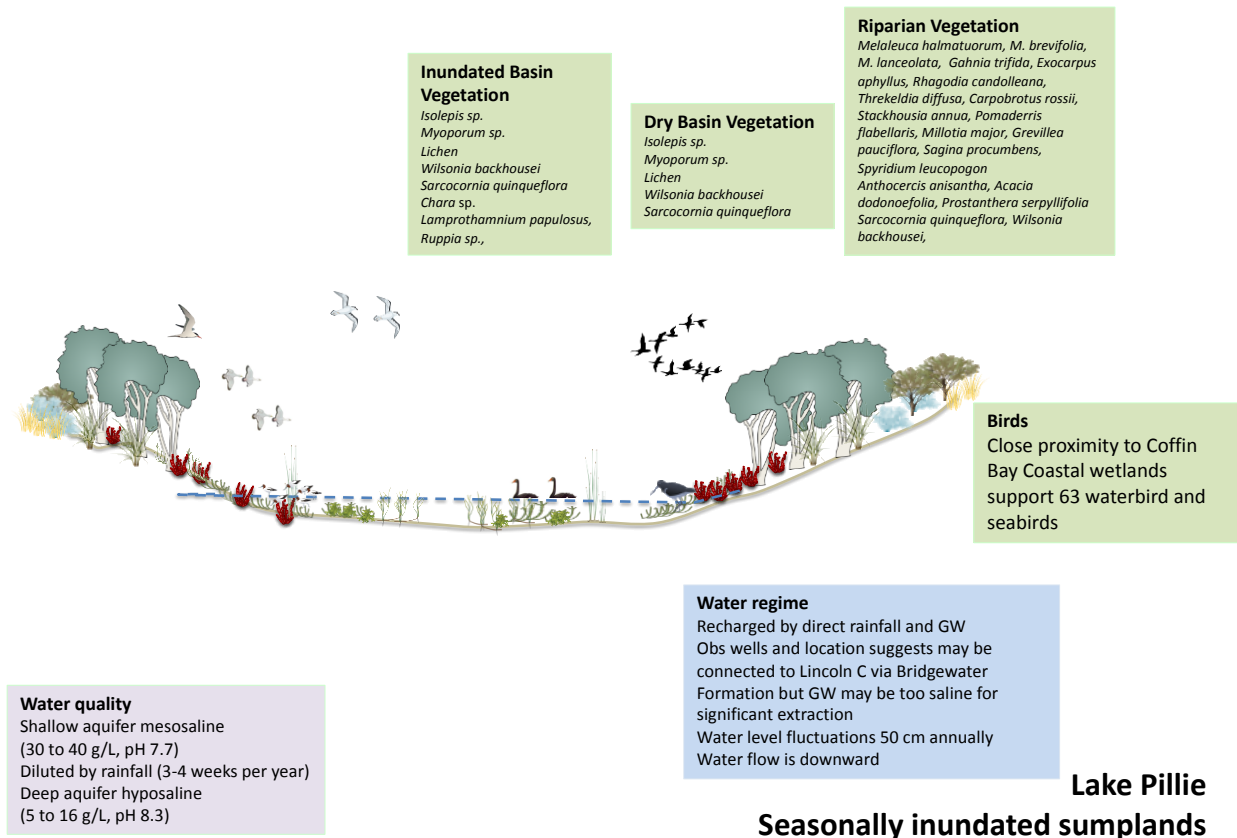 Inundated Basin
Vegetation
Isolepis sp.
Myoporum sp.
Lichen
Wilsonia backhousei
Sarcocornia quinqueflora
Chara sp.
Lamprothamnium papulosus,
Ruppia sp.,
Dry Basin Vegetation
Isolepis sp.
Myoporum sp.
Lichen
Wilsonia backhousei
Sarcocornia quinqueflora
Riparian Vegetation
Melaleuca halmatuorum, M. brevifolia,
M. lanceolata, Gahnia trifida, Exocarpus
aphyllus, Rhagodia candolleana,
Threkeldia diffusa, Carpobrotus rossii,
Stackhousia annua, Pomaderris
flabellaris, Millotia major, Grevillea
pauciflora, Sagina procumbens,
Spyridium leucopogon
Anthocercis anisantha, Acacia
dodonoefolia, Prostanthera serpyllifolia
Sarcocornia quinqueflora, Wilsonia
backhousei,
Birds
Close proximity to Coffin
Bay Coastal wetlands
support 63 waterbird and
seabirds
Water regime
Recharged by direct rainfall and GW
Obs wells and location suggests may be
connected to Lincoln C via Bridgewater
Formation but GW may be too saline for
significant extraction
Water level fluctuations 50 cm annually
Water flow is downward
Water quality
Shallow aquifer mesosaline
(30 to 40 g/L, pH 7.7)
Diluted by rainfall (3-4 weeks per year)
Deep aquifer hyposaline
(5 to 16 g/L, pH 8.3)
Lake Pillie
Seasonally inundated sumplands